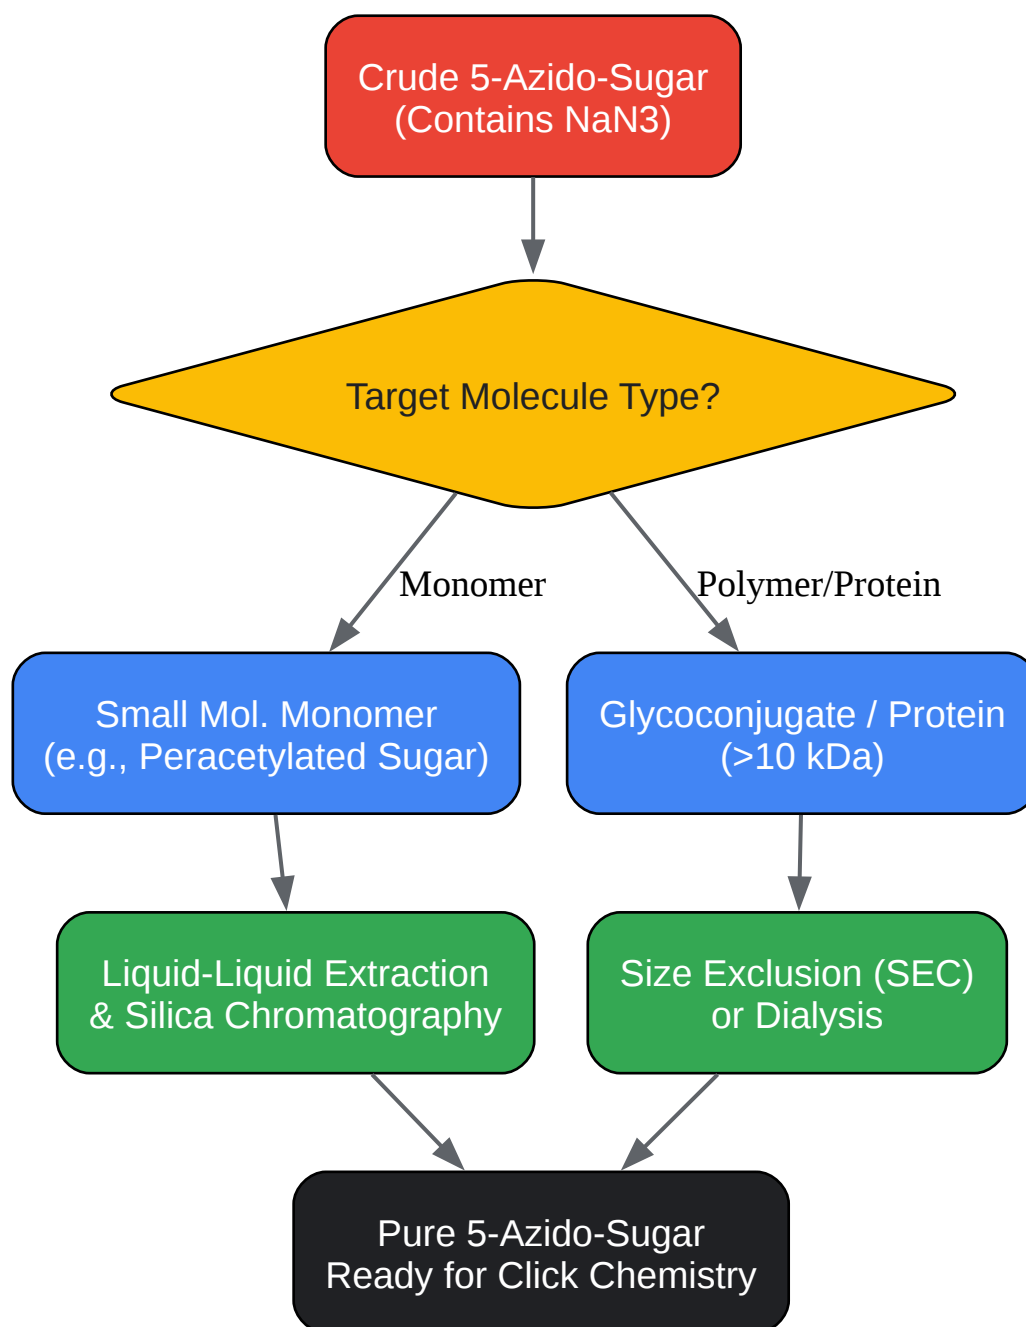 Crude 5-Azido-Sugar
(Contains NaN3)
Target Molecule Type?
Monomer
Polymer/Protein
Small Mol. Monomer
(e.g., Peracetylated Sugar)
Glycoconjugate / Protein
(>10 kDa)
Liquid-Liquid Extraction
& Silica Chromatography
Size Exclusion (SEC)
or Dialysis
Pure 5-Azido-Sugar
Ready for Click Chemistry